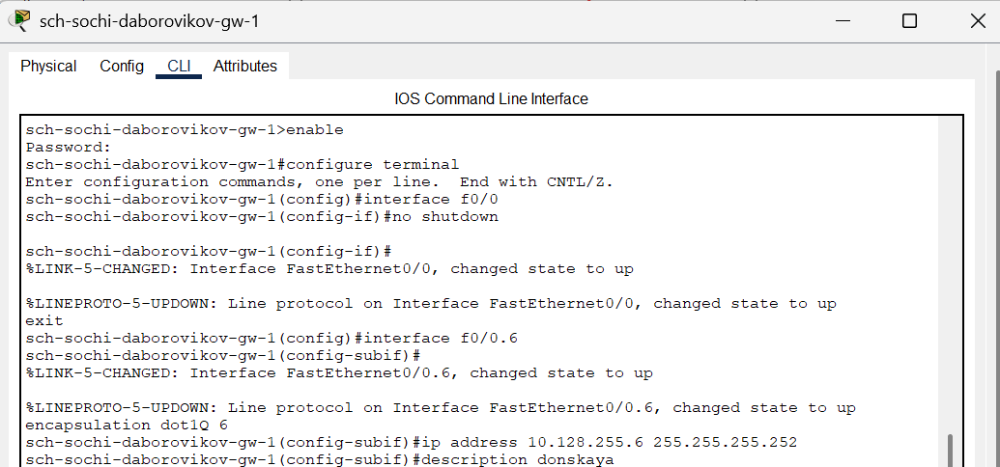 sch-sochi-daborovikov-gw-1
Physical Config CLI Attributes
IOS Command Line Interface
sch-sochi-daborovikov-gw-1>enable
Password:
sch-sochi-daborovikov-gw-1#configure terminal
Enter configuration commands, one per line.  End with CNTL/Z.
sch-sochi-daborovikov-gw-1(config)#interface f0/0
sch-sochi-daborovikov-gw-1(config-if)#no shutdown
sch-sochi-daborovikov-gw-1(config-if)#
%LINK-5-CHANGED: Interface FastEthernet0/0, changed state to up
%LINEPROTO-5-UPDOWN: Line protocol on Interface FastEthernet0/0, changed state to up
exit
sch-sochi-daborovikov-gw-1(config)#interface f0/0.6
sch-sochi-daborovikov-gw-1(config-subif)#
%LINK-5-CHANGED: Interface FastEthernet0/0.6, changed state to up
%LINEPROTO-5-UPDOWN: Line protocol on Interface FastEthernet0/0.6, changed state to up
encapsulation dot1Q 6
sch-sochi-daborovikov-gw-1(config-subif)#ip address 10.128.255.6 255.255.255.252
sch-sochi-daborovikov-gw-1(config-subif)#description donskaya